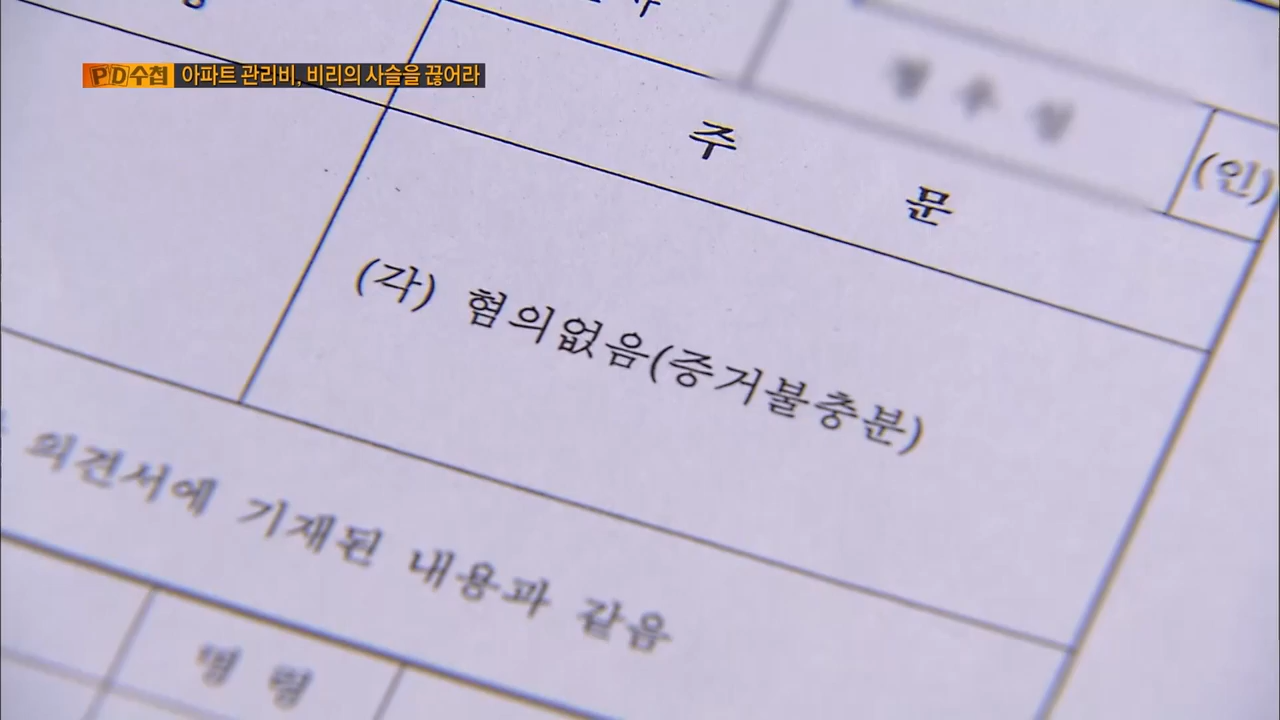 PD수첩 아파트 관리비, 비리의 사슬을 끊어라
(인)
주 문
(각) 혐의없음(증거불충분)
의견서에 기재된 내용과 같음
명 령